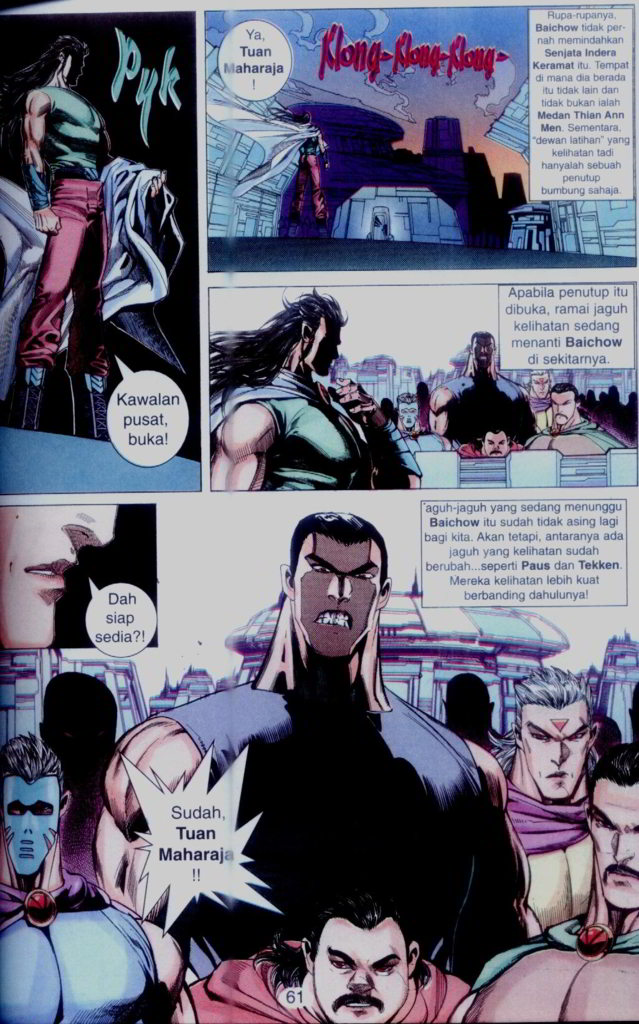 Pyk
Kawalan
pusat,
buka!
Ya,
Tuan
Maharaja
!
Klong-Klong-Klong-
Rupa-rupanya,
Baichow tidak per-
nah memindahkan
Senjata Indera
Keramat itu. Tempat
di mana dia berada
itu tidak lain dan
tidak bukan ialah
Medan Thian Ann
Men. Sementara,
"dewan latihan" yang
kelihatan tadi
hanyalah sebuah
penutup
bumbung sahaja.
Apabila penutup itu
dibuka, ramai jaguh
kelihatan sedang
menanti Baichow
di sekitarnya.
Dah
siap
sedia?!
'aguh-jaguh yang sedang menunggu
Baichow itu sudah tidak asing lagi
bagi kita. Akan tetapi, antaranya ada
jaguh yang kelihatan sudah
berubah...seperti Paus dan Tekken.
Mereka kelihatan lebih kuat
berbanding dahulunya!
Sudah,
Tuan
Maharaja
!!
61